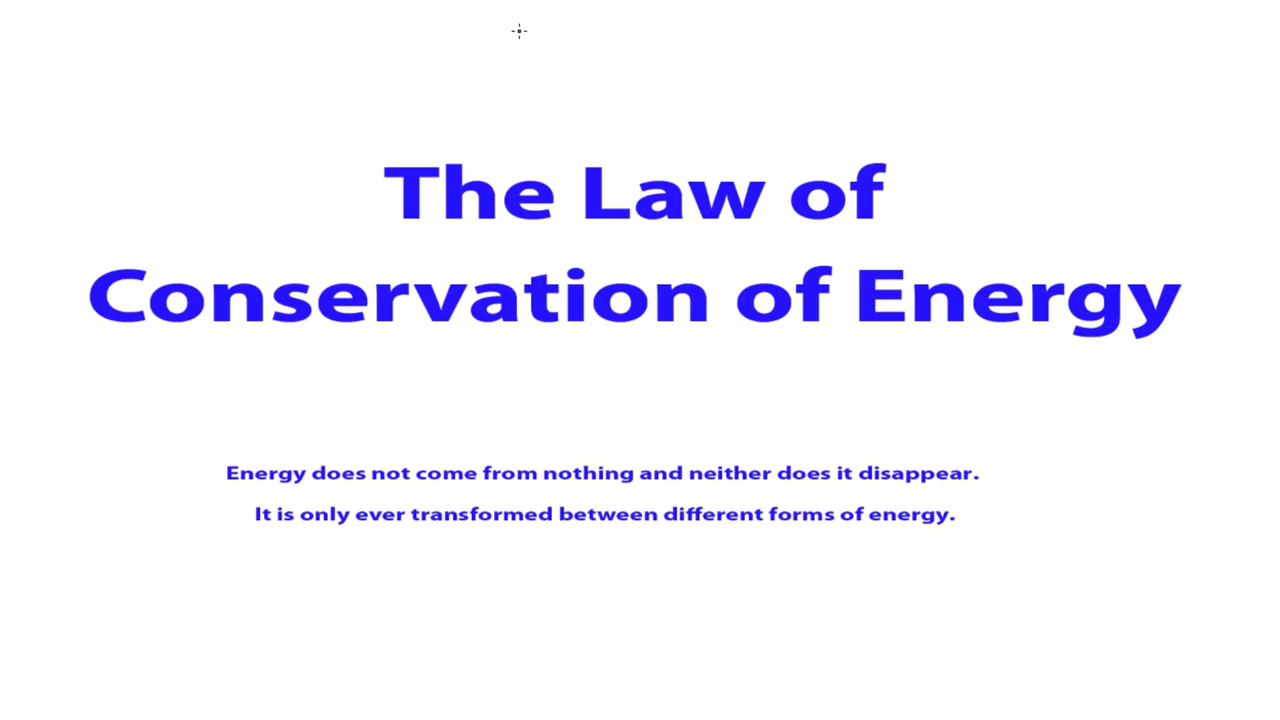 The Law of
Conservation of Energy
Energy does not come from nothing and neither does it disappear.
It is only ever transformed between different forms of energy.